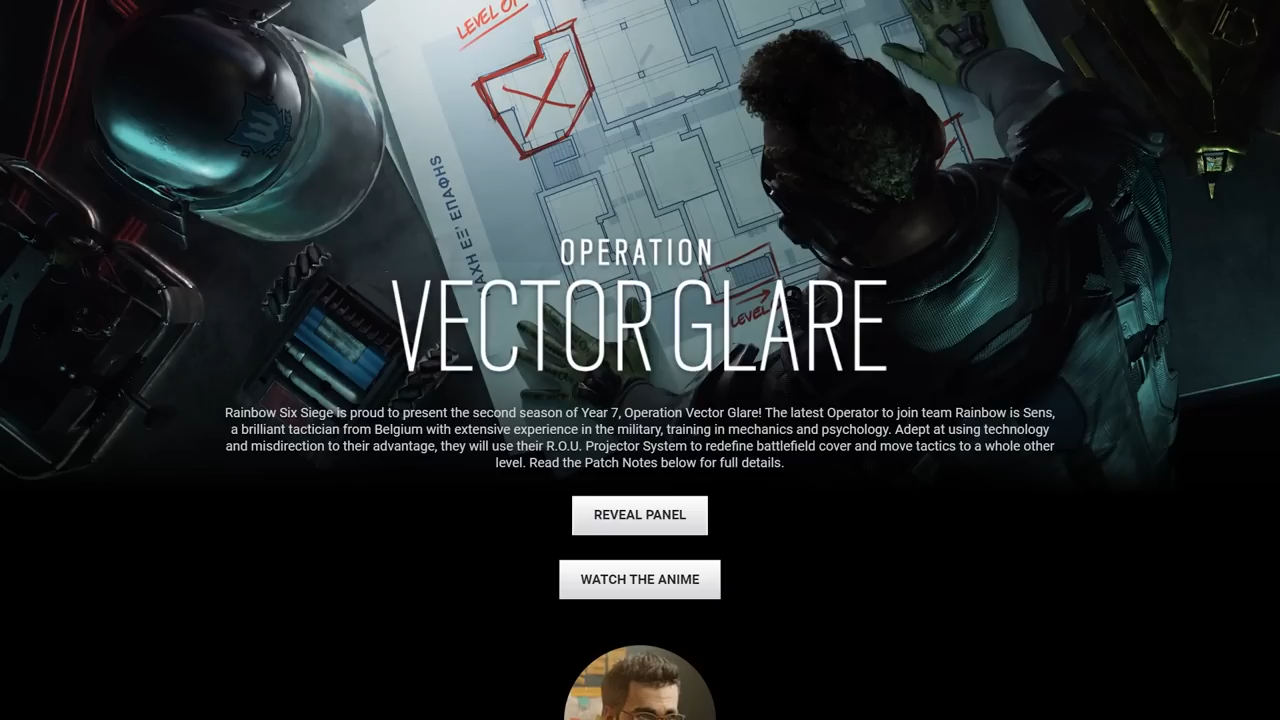 LEVEL
ΕΞ' ΕΠΑΦΗΣ
OPERATION
VECTOR GLARE
LEVEL
Rainbow Six Siege is proud to present the second season of Year 7, Operation Vector Glare! The latest Operator to join team Rainbow is Sens,
a brilliant tactician from Belgium with extensive experience in the military, training in mechanics and psychology. Adept at using technology
and misdirection to their advantage, they will use their R.O.U. Projector System to redefine battlefield cover and move tactics to a whole other
level. Read the Patch Notes below for full details.
REVEAL PANEL
WATCH THE ANIME